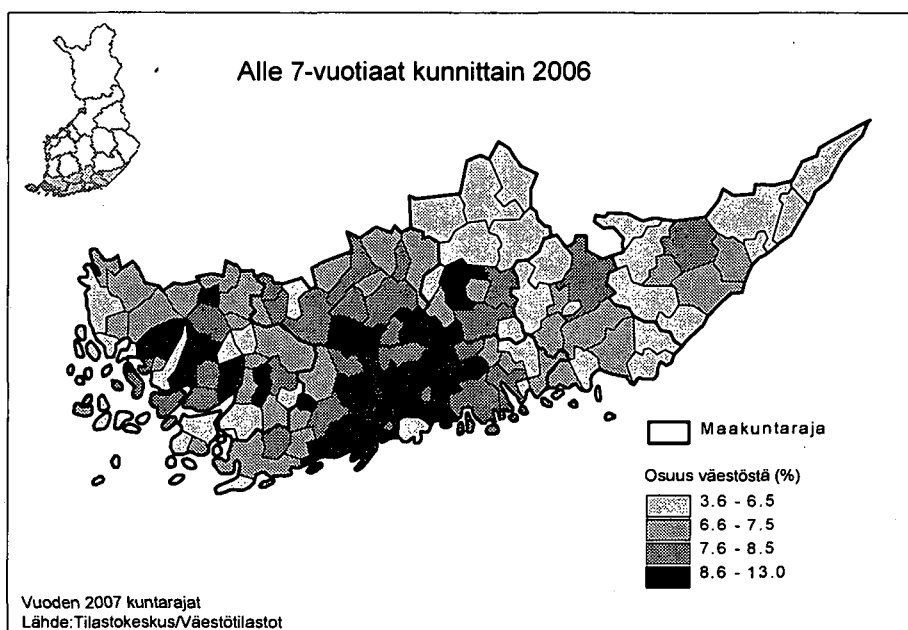 Alle 7-vuotiaat kunnittain 2006
Maakuntaraja
Osuus väestöstä (%)
3.6 - 6.5
6.6 - 7.5
7.6 - 8.5
8.6 - 13.0
Vuoden 2007 kuntarajat
Lähde:Tilastokeskus/Väestötilastot